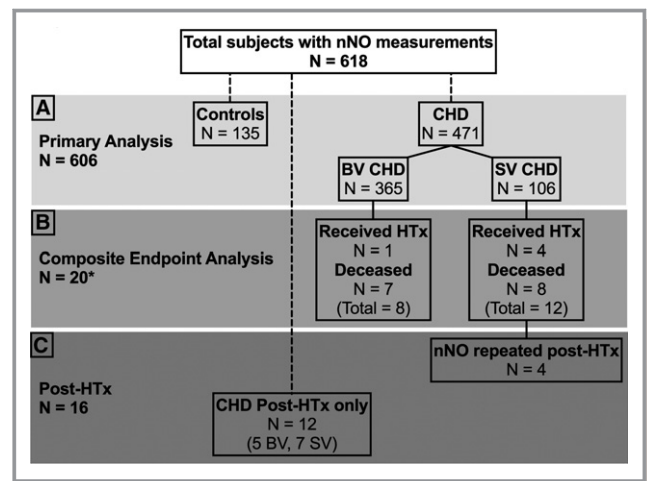 Total subjects with nNO measurements
N = 618
A
Primary Analysis
N = 606
Controls
N = 135
CHD
N = 471
BV CHD
N = 365
SV CHD
N = 106
B
Composite Endpoint Analysis
N = 20*
Received HTx
N = 1
Deceased
N = 7
(Total = 8)
Received HTx
N = 4
Deceased
N = 8
(Total = 12)
C
Post-HTx
N = 16
nNO repeated post-HTx
N = 4
CHD Post-HTx only
N = 12
(5 BV, 7 SV)